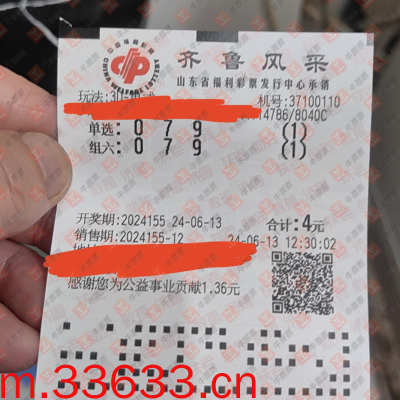 中国福利彩票
CHINA WELFARE LOTTERY
齐鲁风采
山东省福利彩票发行中心承销
玩法:3D
机号:37100110
14786/8040C
单选: 0 7 9 (1)
组六: 0 7 9 (1)
开奖期:2024155 24-06-13 合计:4元
销售期:2024155-12 24-06-13 12:30:02
感谢您为公益事业贡献1.36元
m.33633.cn